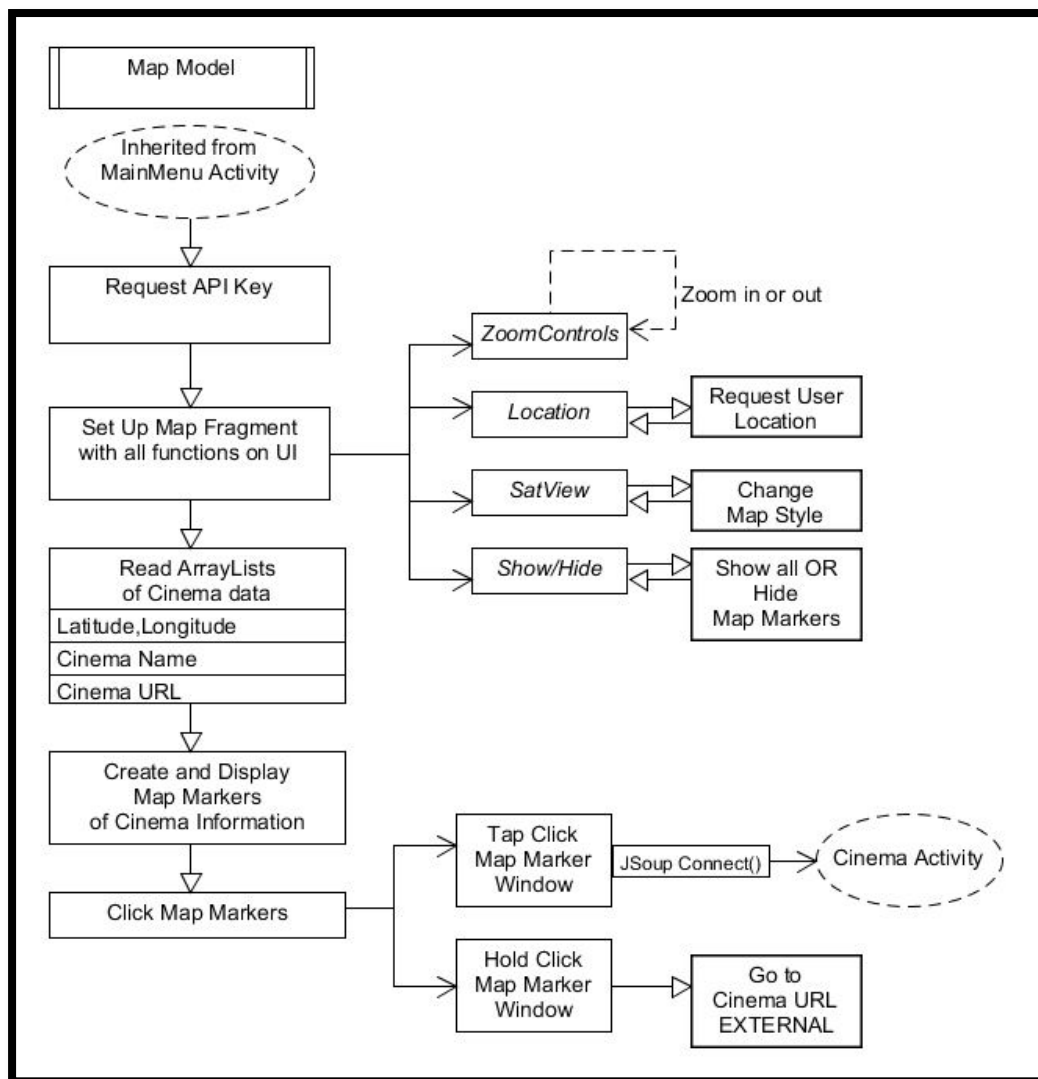 Map Model
Inherited from
MainMenu Activity
Request API Key
Set Up Map Fragment
with all functions on UI
ZoomControls
Zoom in or out
Location
Request User
Location
SatView
Change
Map Style
Show/Hide
Show all OR
Hide
Map Markers
Read ArrayLists
of Cinema data
Latitude,Longitude
Cinema Name
Cinema URL
Create and Display
Map Markers
of Cinema Information
Click Map Markers
Tap Click
Map Marker
Window
JSoup Connect()
Cinema Activity
Hold Click
Map Marker
Window
Go to
Cinema URL
EXTERNAL